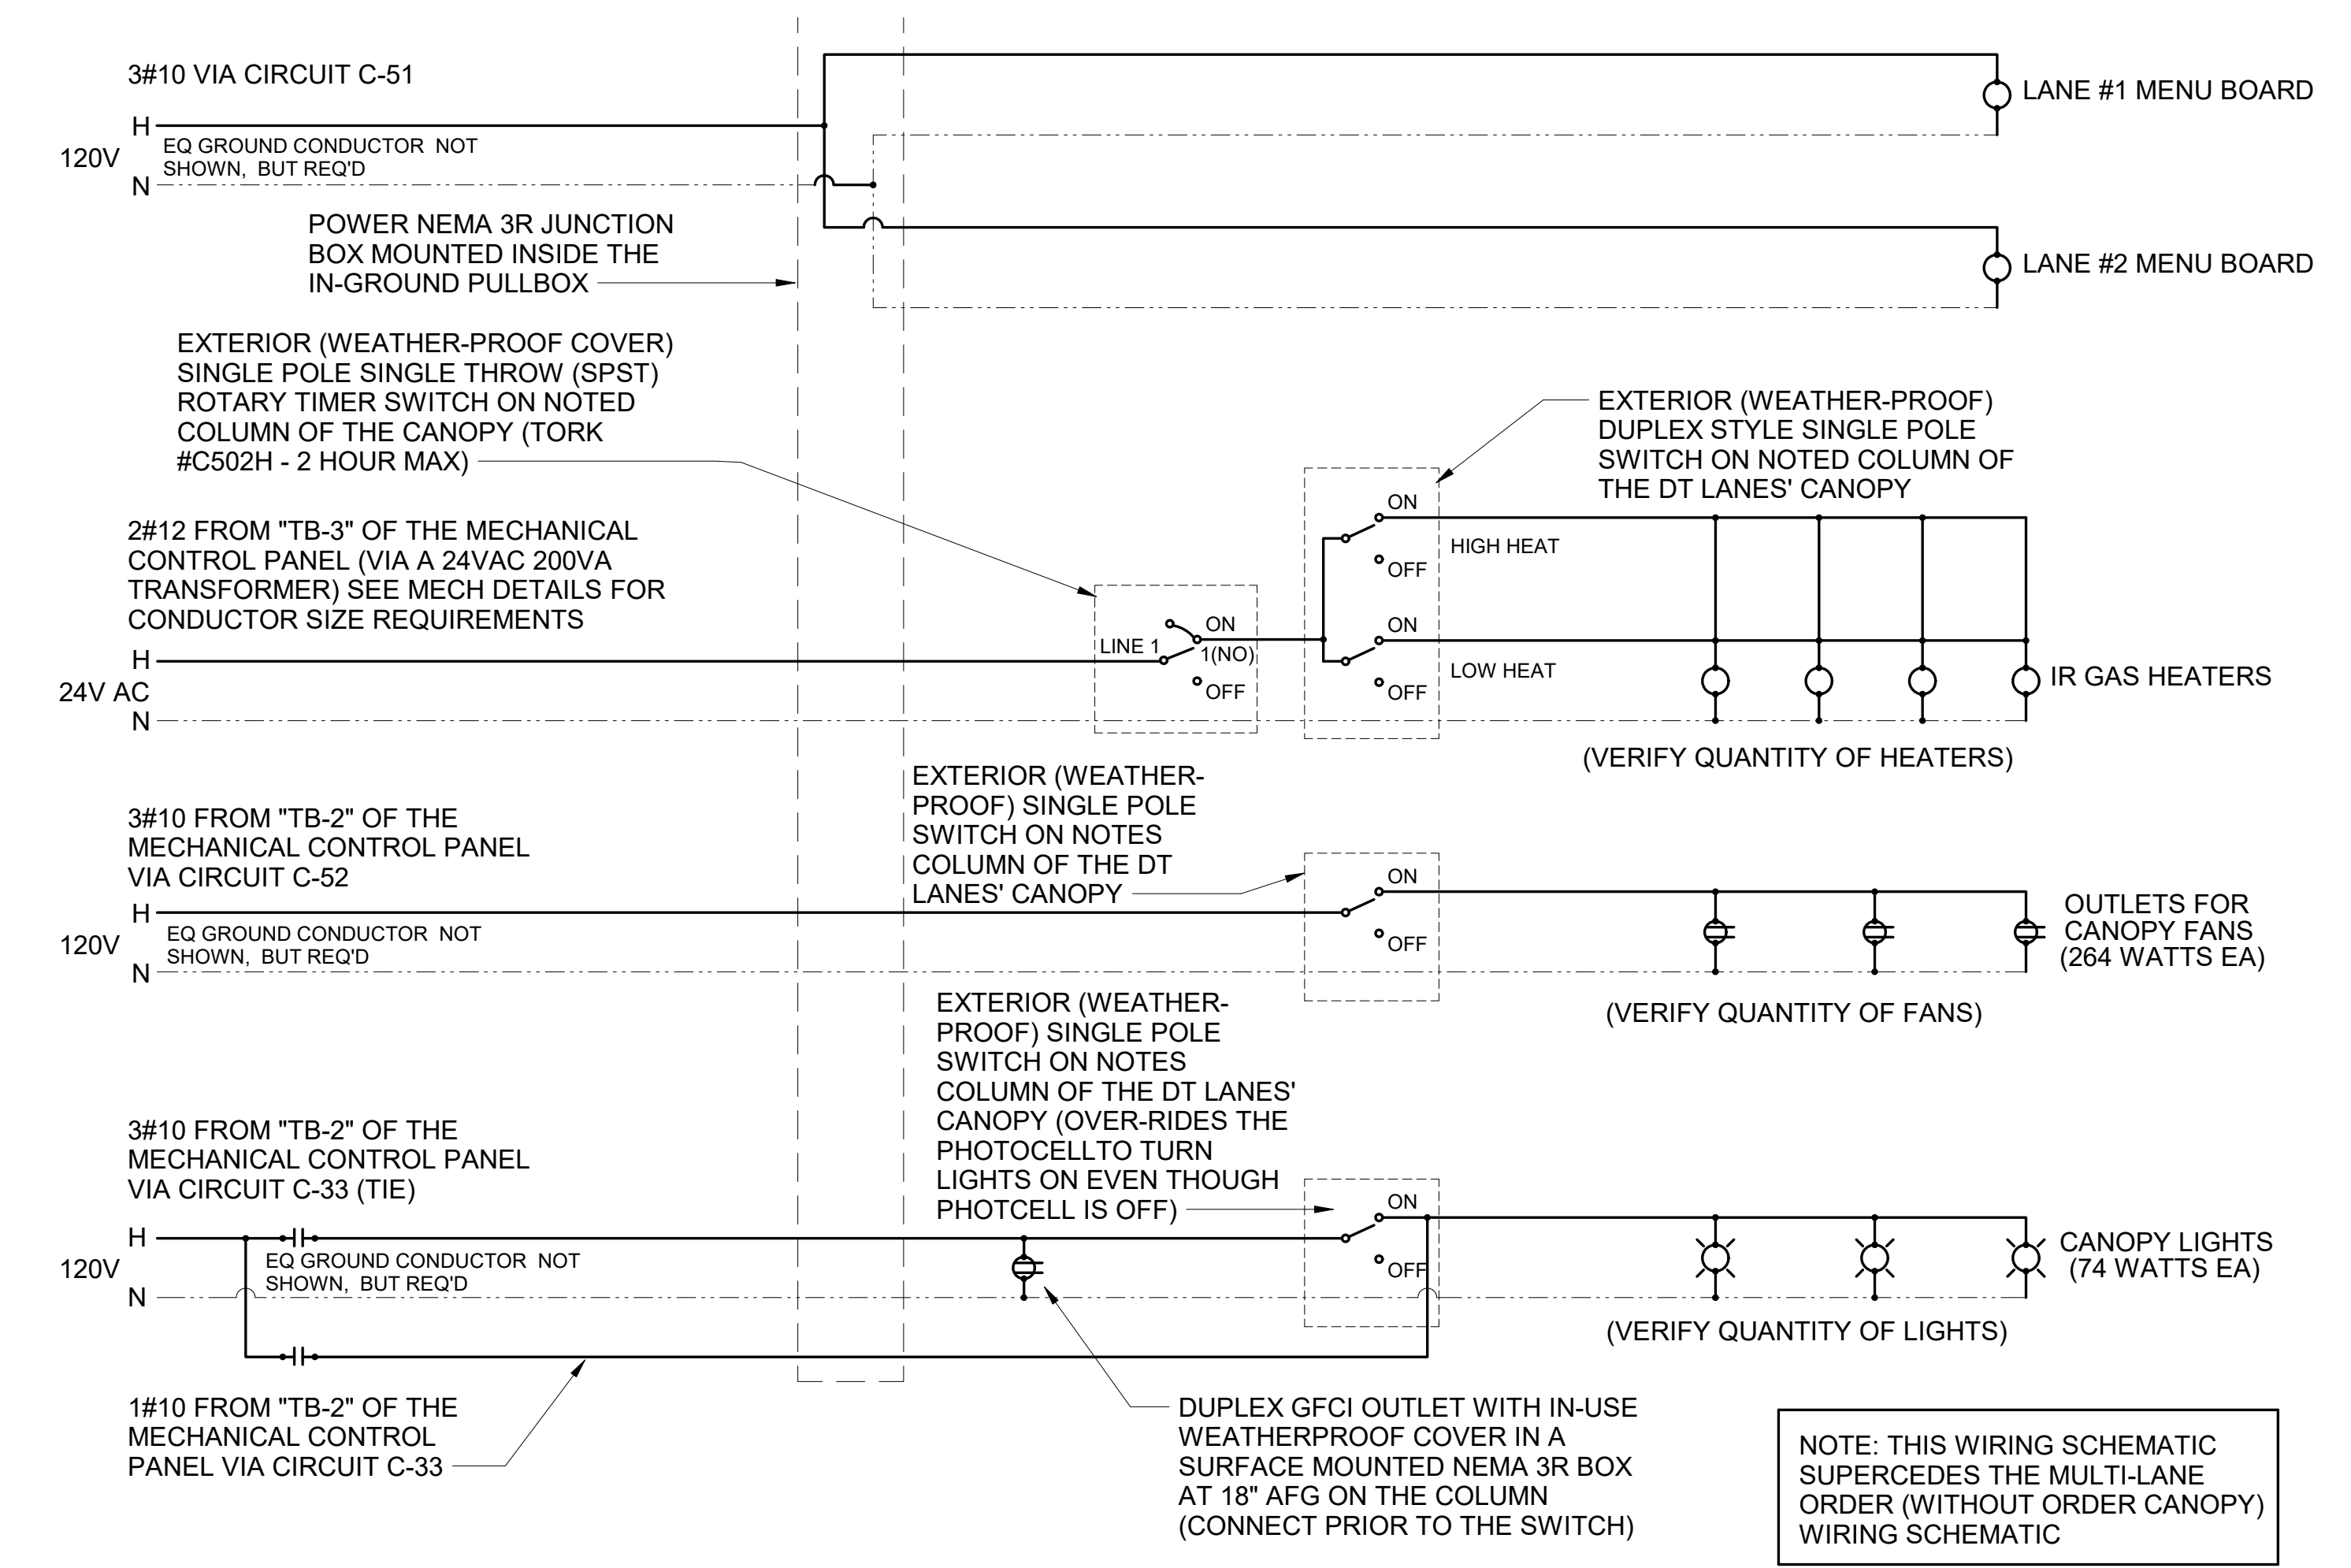 3#10 VIA CIRCUIT C-51
LANE #1 MENU BOARD
H
EQ GROUND CONDUCTOR  NOT
120V
SHOWN,  BUT REQ'D
N
POWER NEMA 3R JUNCTION
BOX MOUNTED INSIDE THE
IN-GROUND PULLBOX
LANE #2 MENU BOARD
EXTERIOR (WEATHER-PROOF COVER)
SINGLE POLE SINGLE THROW (SPST)
ROTARY TIMER SWITCH ON NOTED
COLUMN OF THE CANOPY (TORK
#C502H - 2 HOUR MAX)
EXTERIOR (WEATHER-PROOF)
DUPLEX STYLE SINGLE POLE
SWITCH ON NOTED COLUMN OF
THE DT LANES' CANOPY
2#12 FROM "TB-3" OF THE MECHANICAL
CONTROL PANEL (VIA A 24VAC 200VA
TRANSFORMER) SEE MECH DETAILS FOR
CONDUCTOR SIZE REQUIREMENTS
H
24V AC
N
LINE 1
ON
1(NO)
OFF
ON
HIGH HEAT
OFF
ON
LOW HEAT
OFF
IR GAS HEATERS
(VERIFY QUANTITY OF HEATERS)
3#10 FROM "TB-2" OF THE
MECHANICAL CONTROL PANEL
VIA CIRCUIT C-52
H
EQ GROUND CONDUCTOR  NOT
120V
SHOWN,  BUT REQ'D
N
EXTERIOR (WEATHER-
PROOF) SINGLE POLE
SWITCH ON NOTES
COLUMN OF THE DT
LANES' CANOPY
ON
OFF
OUTLETS FOR
CANOPY FANS
(264 WATTS EA)
(VERIFY QUANTITY OF FANS)
EXTERIOR (WEATHER-
PROOF) SINGLE POLE
SWITCH ON NOTES
COLUMN OF THE DT LANES'
CANOPY (OVER-RIDES THE
PHOTOCELLTO TURN
LIGHTS ON EVEN THOUGH
PHOTCELL IS OFF)
3#10 FROM "TB-2" OF THE
MECHANICAL CONTROL PANEL
VIA CIRCUIT C-33 (TIE)
H
EQ GROUND CONDUCTOR  NOT
120V
SHOWN,  BUT REQ'D
N
ON
OFF
CANOPY LIGHTS
(74 WATTS EA)
(VERIFY QUANTITY OF LIGHTS)
1#10 FROM "TB-2" OF THE
MECHANICAL CONTROL
PANEL VIA CIRCUIT C-33
DUPLEX GFCI OUTLET WITH IN-USE
WEATHERPROOF COVER IN A
SURFACE MOUNTED NEMA 3R BOX
AT 18" AFG ON THE COLUMN
(CONNECT PRIOR TO THE SWITCH)
NOTE: THIS WIRING SCHEMATIC
SUPERCEDES THE MULTI-LANE
ORDER (WITHOUT ORDER CANOPY)
WIRING SCHEMATIC